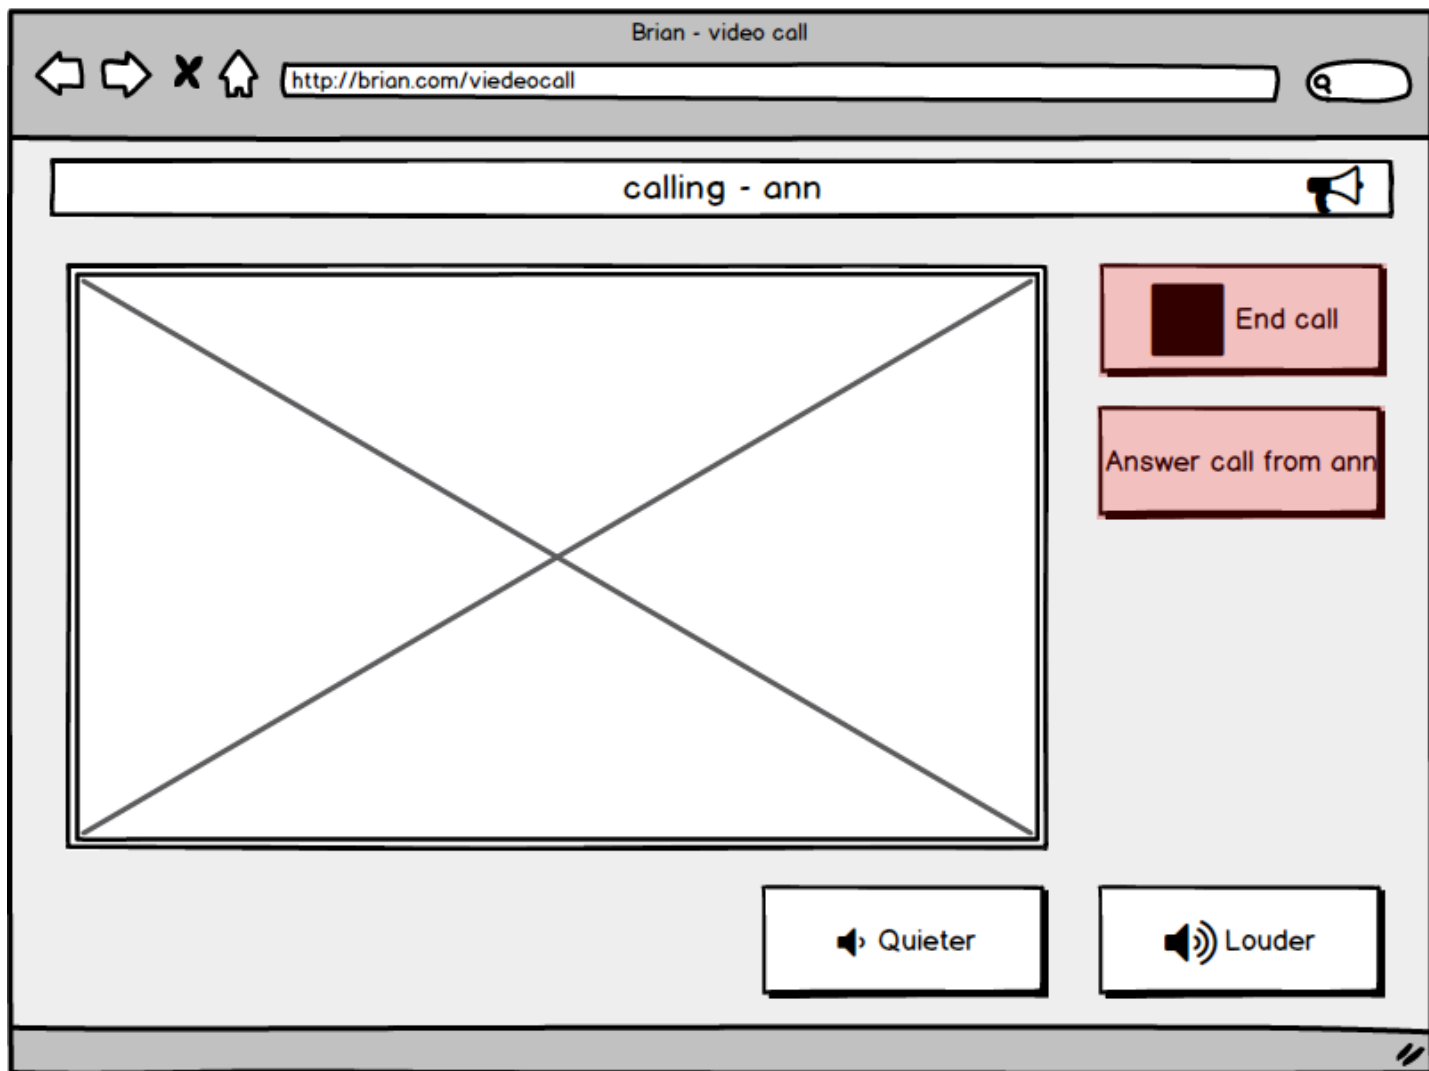 Brian - video call
http://brian.com/viedeocall
calling - ann
End call
Answer call from ann
Quieter
Louder